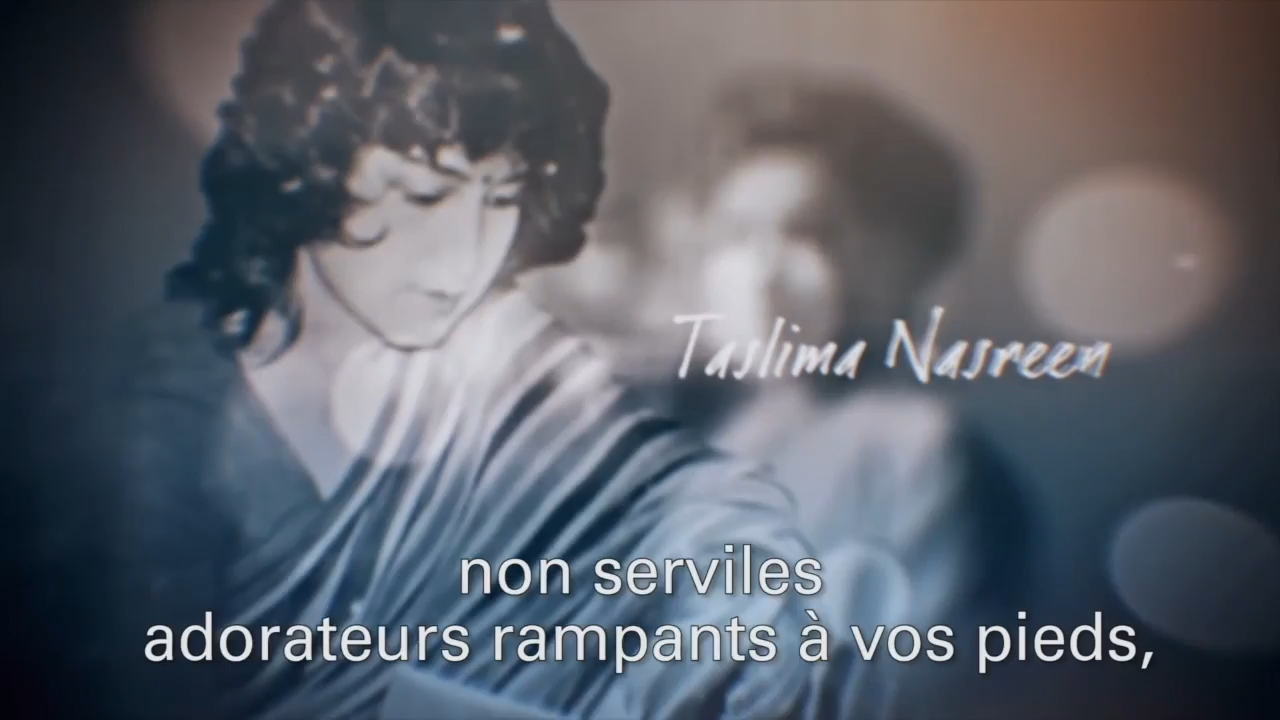 Taslima Nasreen
non serviles
adorateurs rampants à vos pieds,